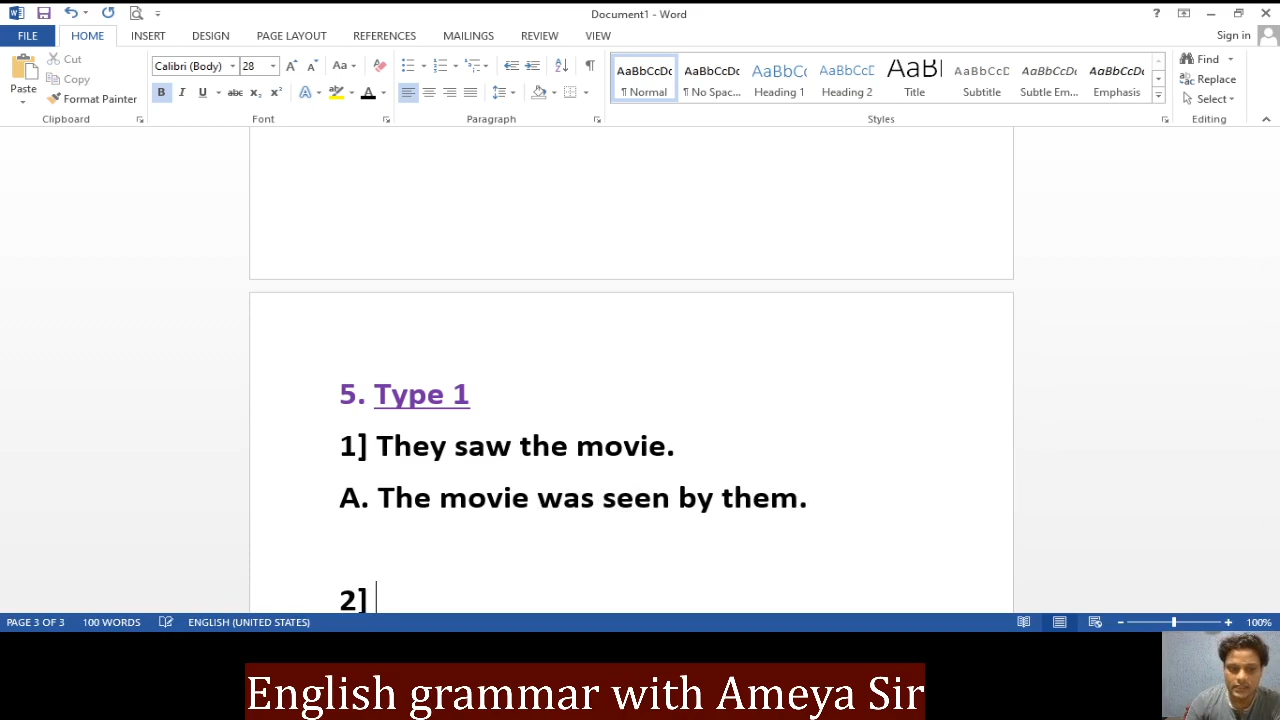 Document1 - Word
Sign in
FILE HOME INSERT DESIGN PAGE LAYOUT REFERENCES MAILINGS REVIEW VIEW
Paste
Cut
Copy
Format Painter
Clipboard
Calibri (Body) 28
Font
Paragraph
AaBbCcDc AaBbCcDc AaBbCc AaBbCcD AaBl AaBbCcD AaBbCcDc AaBbCcDc
¶ Normal ¶ No Spac... Heading 1 Heading 2 Title Subtitle Subtle Em... Emphasis
Styles
Find
Replace
Select
Editing
5. Type 1
1] They saw the movie.
A. The movie was seen by them.
2]
PAGE 3 OF 3 100 WORDS ENGLISH (UNITED STATES) 100%
English grammar with Ameya Sir